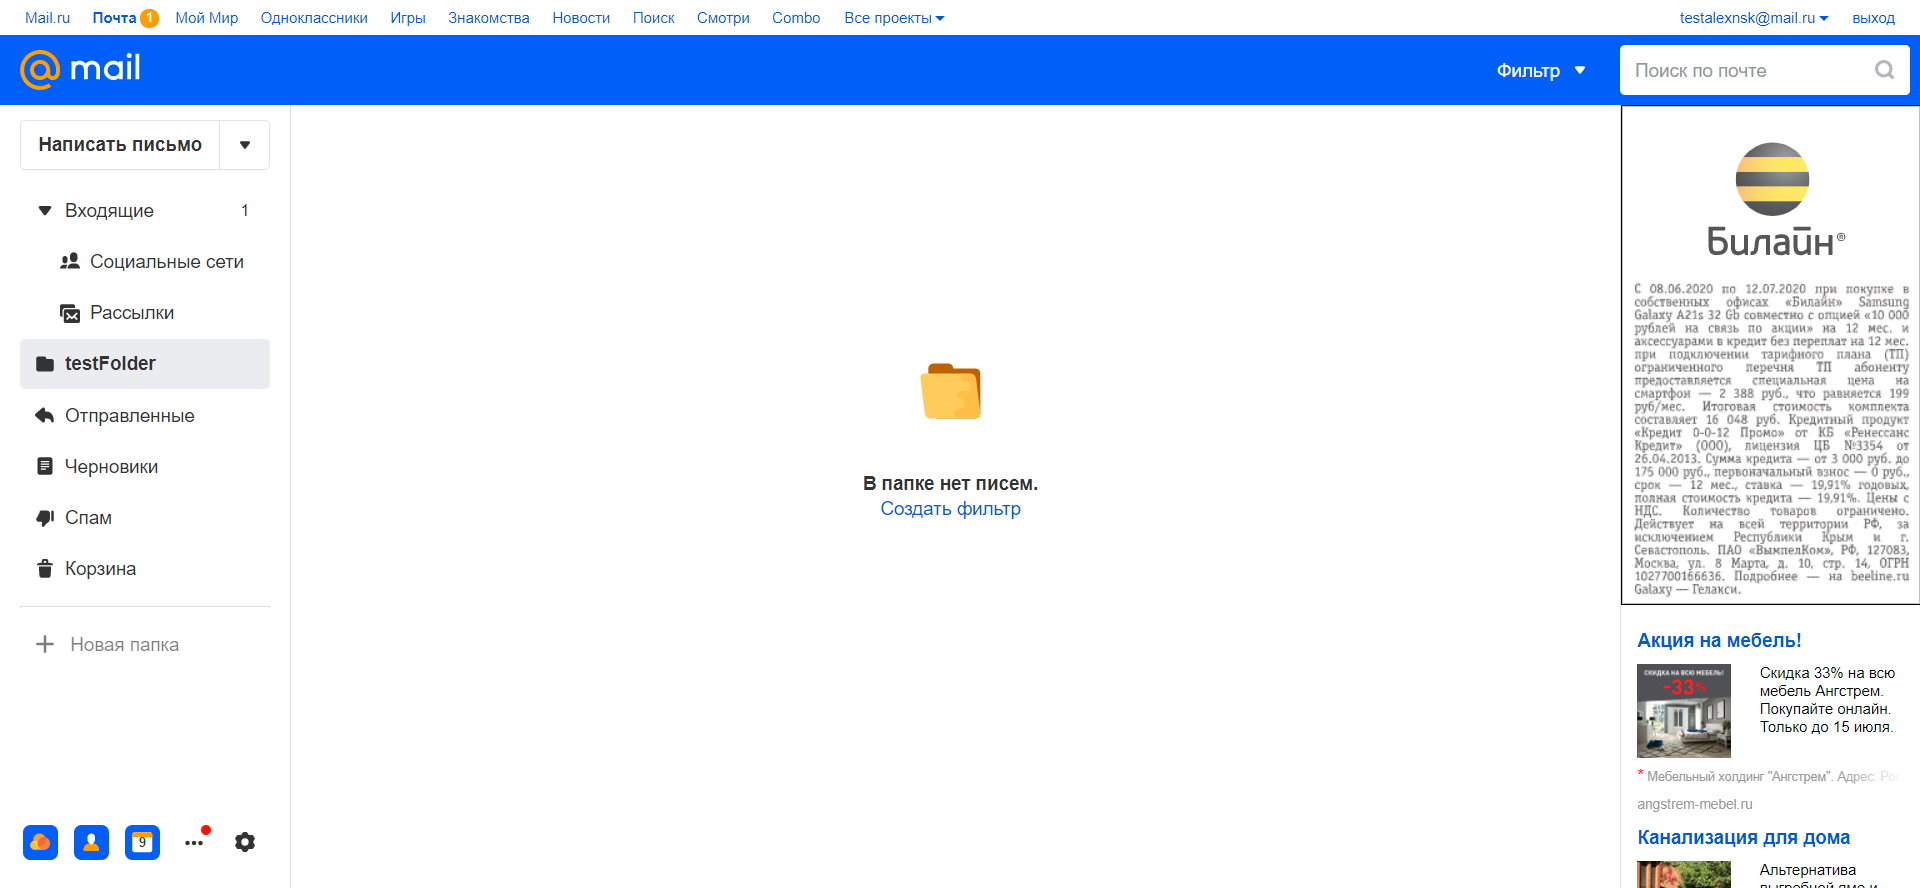 Mail.ru Почта 1 Мой Мир Одноклассники Игры Знакомства Новости Поиск Смотри Combo Все проекты testalexnsk@mail.ru выход
@mail Фильтр Поиск по почте
Написать письмо
Входящие 1
Социальные сети
Рассылки
testFolder
Отправленные
Черновики
Спам
Корзина
Новая папка
9
В папке нет писем.
Создать фильтр
Билайн®
С 08.06.2020 по 12.07.2020 при покупке в
собственных офисах «Билайн» Samsung
Galaxy A21s 32 Gb совместно с опцией «10 000
рублей на связь по акции» на 12 мес. и
аксессуарами в кредит без переплат на 12 мес.
при подключении тарифного плана (ТП)
ограниченного перечня ТП абоненту
предоставляется специальная цена на
смартфон — 2 388 руб., что равняется 199
руб/мес. Итоговая стоимость комплекта
составляет 16 048 руб. Кредитный продукт
«Кредит 0-0-12 Промо» от КБ «Ренессанс
Кредит» (ООО), лицензия ЦБ №3354 от
26.04.2013. Сумма кредита — от 3 000 руб. до
175 000 руб., первоначальный взнос — 0 руб.,
срок — 12 мес., ставка — 19,91% годовых,
полная стоимость кредита — 19,91%. Цены с
НДС. Количество товаров ограничено.
Действует на всей территории РФ, за
исключением Республики Крым и г.
Севастополь. ПАО «ВымпелКом», РФ, 127083,
Москва, ул. 8 Марта, д. 10, стр. 14, ОГРН
1027700166636. Подробнее — на beeline.ru
Galaxy — Гелакси.
Акция на мебель!
СКИДКА НА ВСЮ МЕБЕЛЬ!
-33%
Скидка 33% на всю
мебель Ангстрем.
Покупайте онлайн.
Только до 15 июля.
* Мебельный холдинг "Ангстрем". Адрес: Рос
angstrem-mebel.ru
Канализация для дома
Альтернатива
выгребной яме и